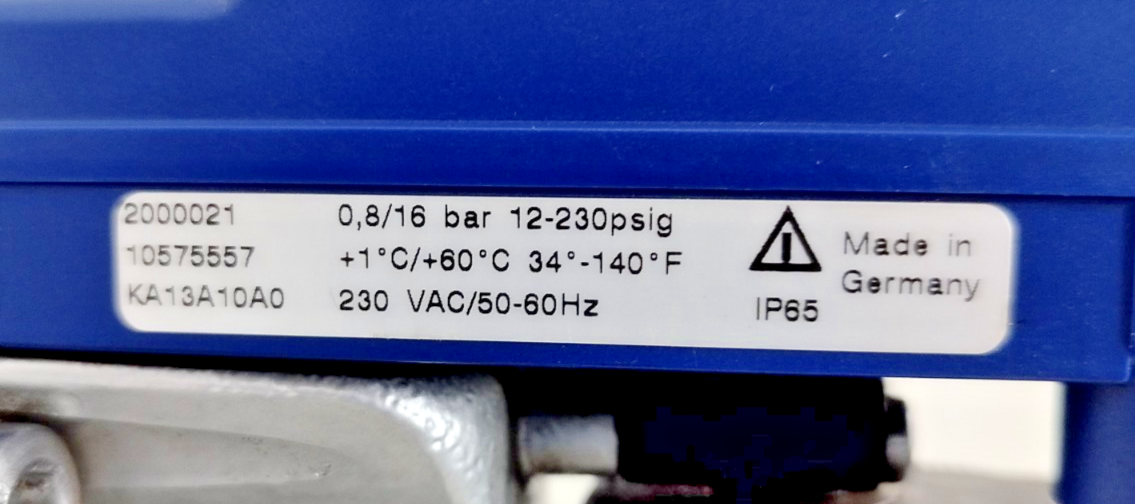 2000021
10575557
KA13A10A0
0,8/16 bar 12-230psig
+1°C/+60°C 34°-140°F
230 VAC/50-60Hz
IP65
Made in
Germany